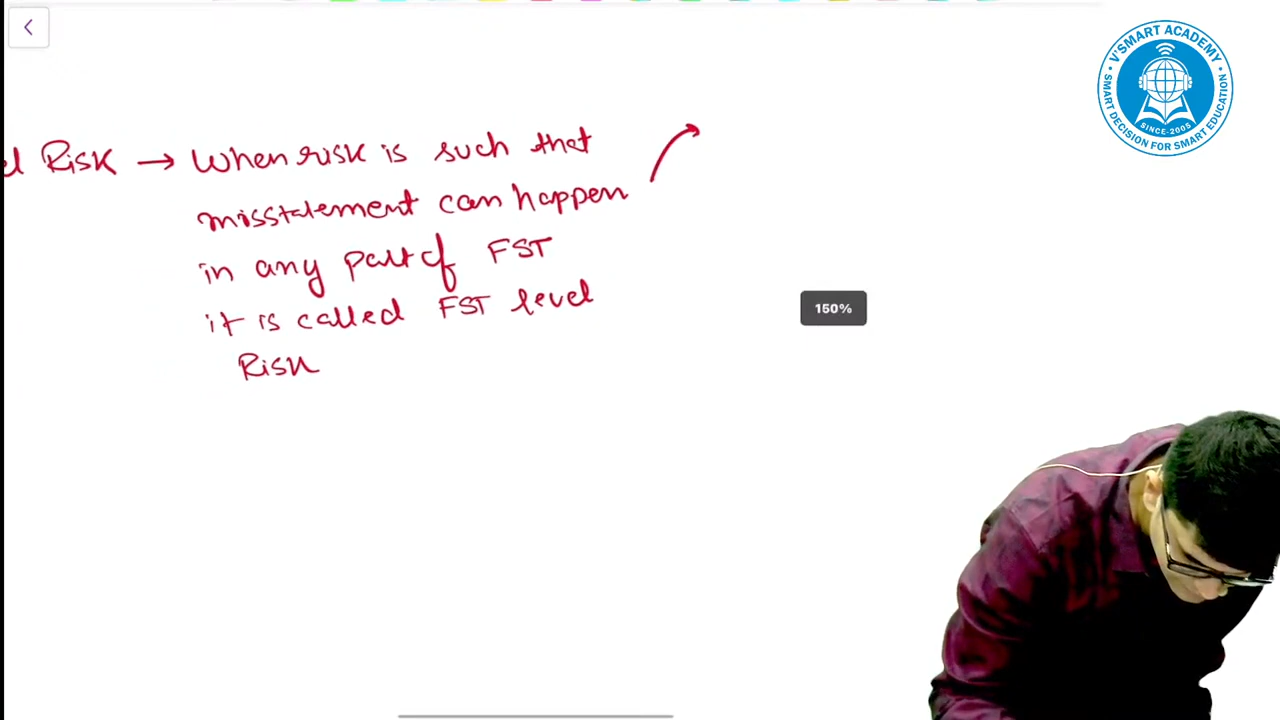 Risk → When risk is such that
misstatement can happen
in any part of FST
it is called FST level
Risk
150%
V'SMART ACADEMY
SMART DECISION FOR SMART EDUCATION
SINCE-2005